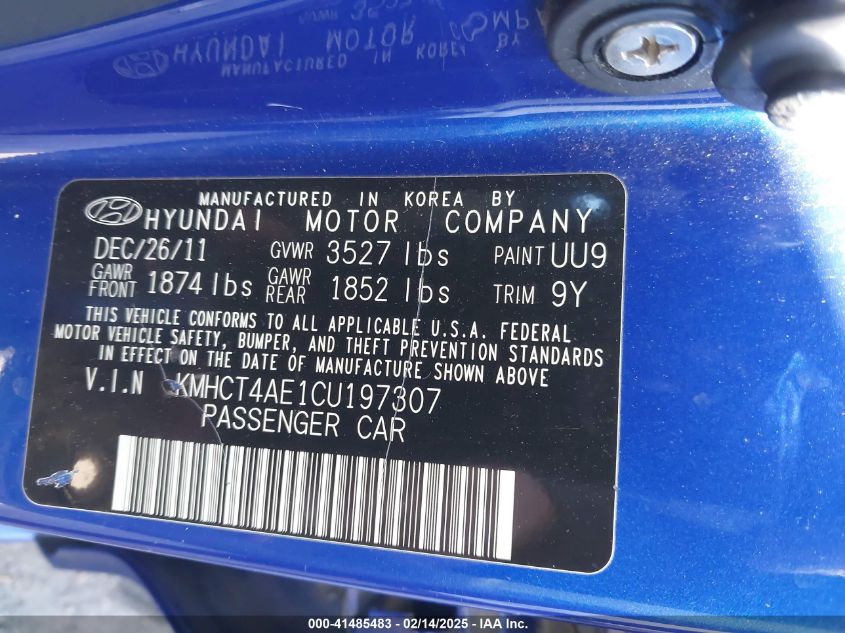 MANUFACTURED IN KOREA BY
HYUNDAI MOTOR COMPANY
DEC/26/11 GVWR 3527 lbs PAINT UU9
GAWR FRONT 1874 lbs GAWR REAR 1852 lbs TRIM 9Y
THIS VEHICLE CONFORMS TO ALL APPLICABLE U.S.A. FEDERAL
MOTOR VEHICLE SAFETY, BUMPER, AND THEFT PREVENTION STANDARDS
IN EFFECT ON THE DATE OF MANUFACTURE SHOWN ABOVE
V.I.N KMHCT4AE1CU197307
PASSENGER CAR
000-41485483 - 02/14/2025 - IAA Inc.